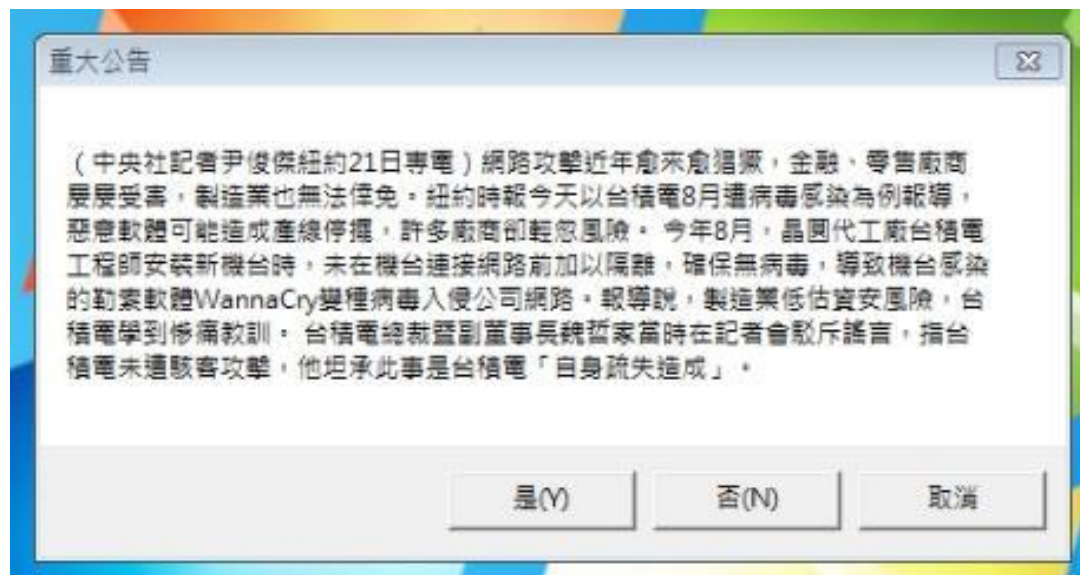 重大公告
（中央社記者尹俊傑紐約21日專電）網路攻擊近年愈來愈猖獗，金融、零售廠商
屢屢受害，製造業也無法倖免。紐約時報今天以台積電8月遭病毒感染為例報導，
惡意軟體可能造成產線停擺，許多廠商卻輕忽風險。 今年8月，晶圓代工廠台積電
工程師安裝新機台時，未在機台連接網路前加以隔離，確保無病毒，導致機台感染
的勒索軟體WannaCry變種病毒入侵公司網路。報導說，製造業低估資安風險，台
積電學到慘痛教訓。 台積電總裁暨副董事長魏哲家當時在記者會駁斥謠言，指台
積電未遭駭客攻擊，他坦承此事是台積電「自身疏失造成」。
是(Y) 否(N) 取消